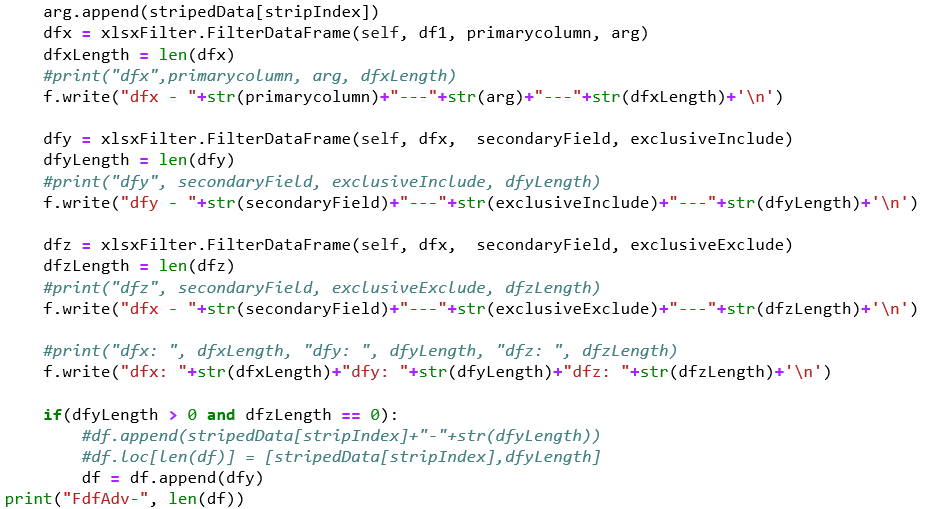 arg.append(stripedData[stripIndex])
dfx = xlsxFilter.FilterDataFrame(self, df1, primarycolumn, arg)
dfxLength = len(dfx)
#print("dfx",primarycolumn, arg, dfxLength)
f.write("dfx - "+str(primarycolumn)+"---"+str(arg)+"---"+str(dfxLength)+'\n')
dfy = xlsxFilter.FilterDataFrame(self, dfx,  secondaryField, exclusiveInclude)
dfyLength = len(dfy)
#print("dfy", secondaryField, exclusiveInclude, dfyLength)
f.write("dfy - "+str(secondaryField)+"---"+str(exclusiveInclude)+"---"+str(dfyLength)+'\n')
dfz = xlsxFilter.FilterDataFrame(self, dfx,  secondaryField, exclusiveExclude)
dfzLength = len(dfz)
#print("dfz", secondaryField, exclusiveExclude, dfzLength)
f.write("dfx - "+str(secondaryField)+"---"+str(exclusiveExclude)+"---"+str(dfzLength)+'\n')
#print("dfx: ", dfxLength, "dfy: ", dfyLength, "dfz: ", dfzLength)
f.write("dfx: "+str(dfxLength)+"dfy: "+str(dfyLength)+"dfz: "+str(dfzLength)+'\n')
if(dfyLength > 0 and dfzLength == 0):
#df.append(stripedData[stripIndex]+"-"+str(dfyLength))
#df.loc[len(df)] = [stripedData[stripIndex],dfyLength]
df = df.append(dfy)
print("FdfAdv-", len(df))